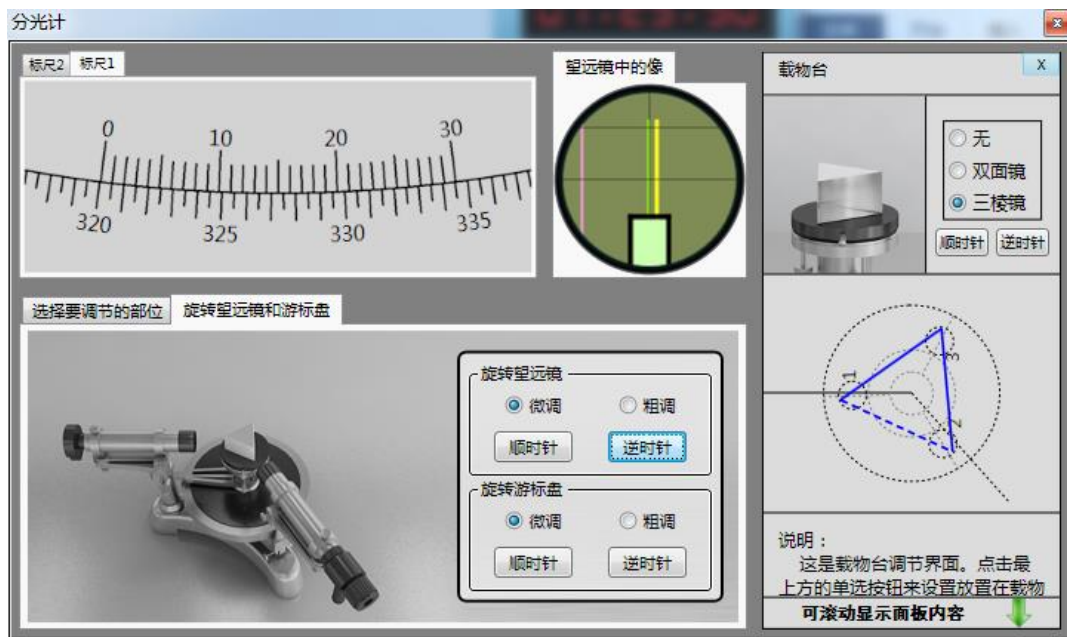 分光计
x
标尺2 标尺1
0 10 20 30
320 325 330 335
望远镜中的像
载物台
X
无
双面镜
三棱镜
顺时针 逆时针
选择要调节的部位 旋转望远镜和游标盘
旋转望远镜
微调 粗调
顺时针 逆时针
旋转游标盘
微调 粗调
顺时针 逆时针
1
3
2
说明：
这是载物台调节界面。点击最
上方的单选按钮来设置放置在载物
可滚动显示面板内容